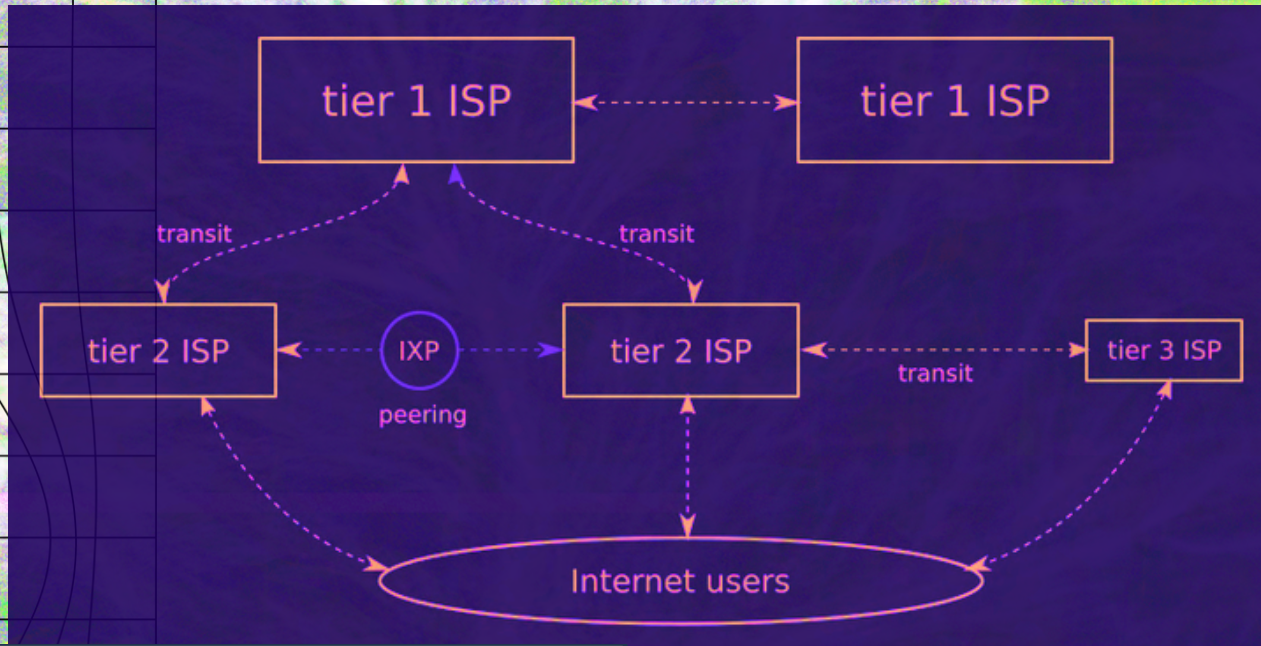 tier 1 ISP
tier 1 ISP
transit
transit
tier 2 ISP
IXP
tier 2 ISP
tier 3 ISP
transit
peering
Internet users